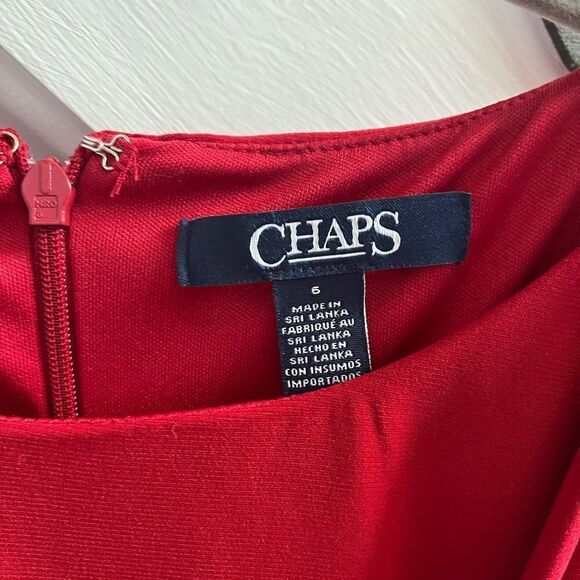 CHAPS
6
MADE IN
SRI LANKA
FABRIQUÉ AU
SRI LANKA
HECHO EN
SRI LANKA
CON INSUMOS
IMPORTADOS